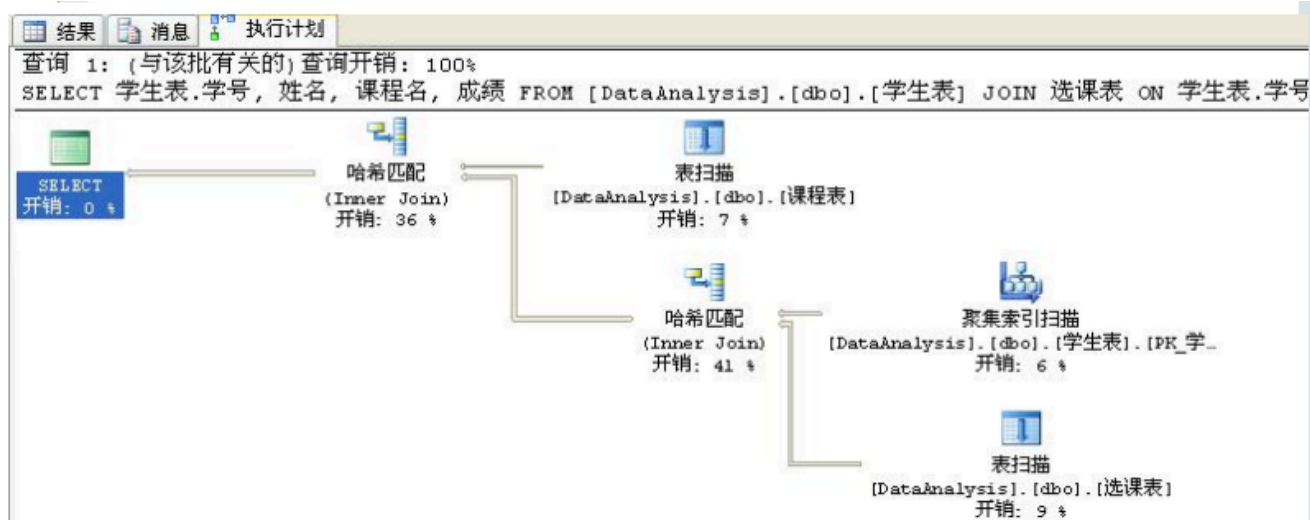 结果 消息 执行计划
查询 1: (与该批有关的)查询开销: 100%
SELECT 学生表.学号, 姓名, 课程名, 成绩 FROM [DataAnalysis].[dbo].[学生表] JOIN 选课表 ON 学生表.学号
SELECT
开销: 0 %
哈希匹配
(Inner Join)
开销: 36 %
表扫描
[DataAnalysis].[dbo].[课程表]
开销: 7 %
哈希匹配
(Inner Join)
开销: 41 %
聚集索引扫描
[DataAnalysis].[dbo].[学生表].[PK_学…
开销: 6 %
表扫描
[DataAnalysis].[dbo].[选课表]
开销: 9 %